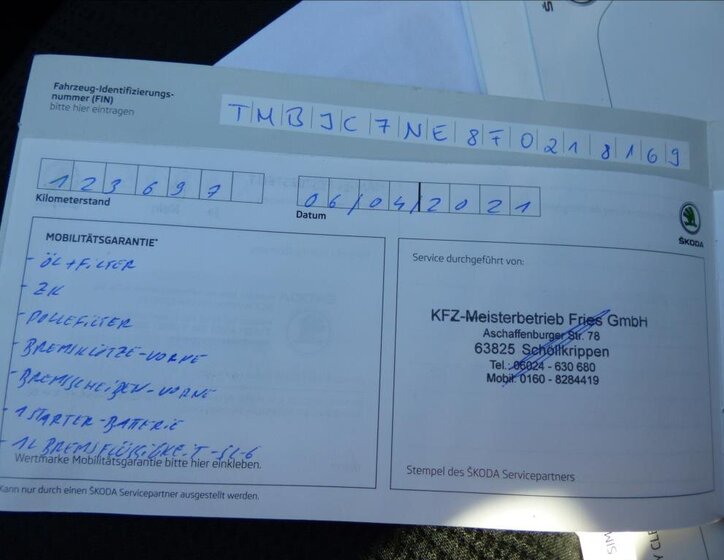 Fahrzeug-Identifizierungs-
nummer (FIN)
bitte hier eintragen
TMBJC7NE8F0218169
123697
Kilometerstand
06/04/2021
Datum
ŠKODA
MOBILITÄTSGARANTIE*
- ÖL+FILTER
- ZK
- POLLEFILTER
- BREMSKLÖTZE-VORNE
- BREMSCHEIBEN-VORNE
- 1 STARTER-BATTERIE
- 1L BREMSFLÜSSIGKEIT-SL-6
Wertmarke Mobilitätsgarantie bitte hier einkleben.
Kann nur durch einen ŠKODA Servicepartner ausgestellt werden.
Service durchgeführt von:
KFZ-Meisterbetrieb Fries GmbH
Aschaffenburger Str. 78
63825 Schöllkrippen
Tel.: 06024 - 630 680
Mobil: 0160 - 8284419
Stempel des ŠKODA Servicepartners